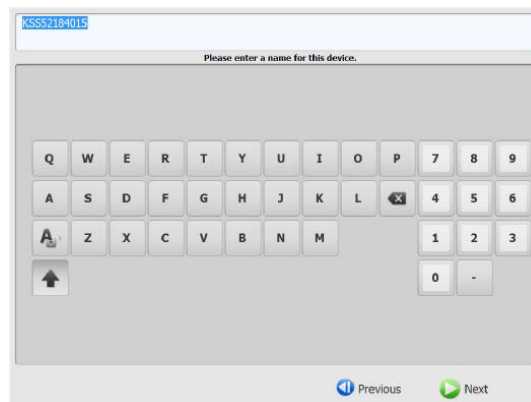 KSS52184015
Please enter a name for this device.
Q W E R T Y U I O P 7 8 9
A S D F G H J K L 4 5 6
A Z X C V B N M 1 2 3
0 -
Previous Next